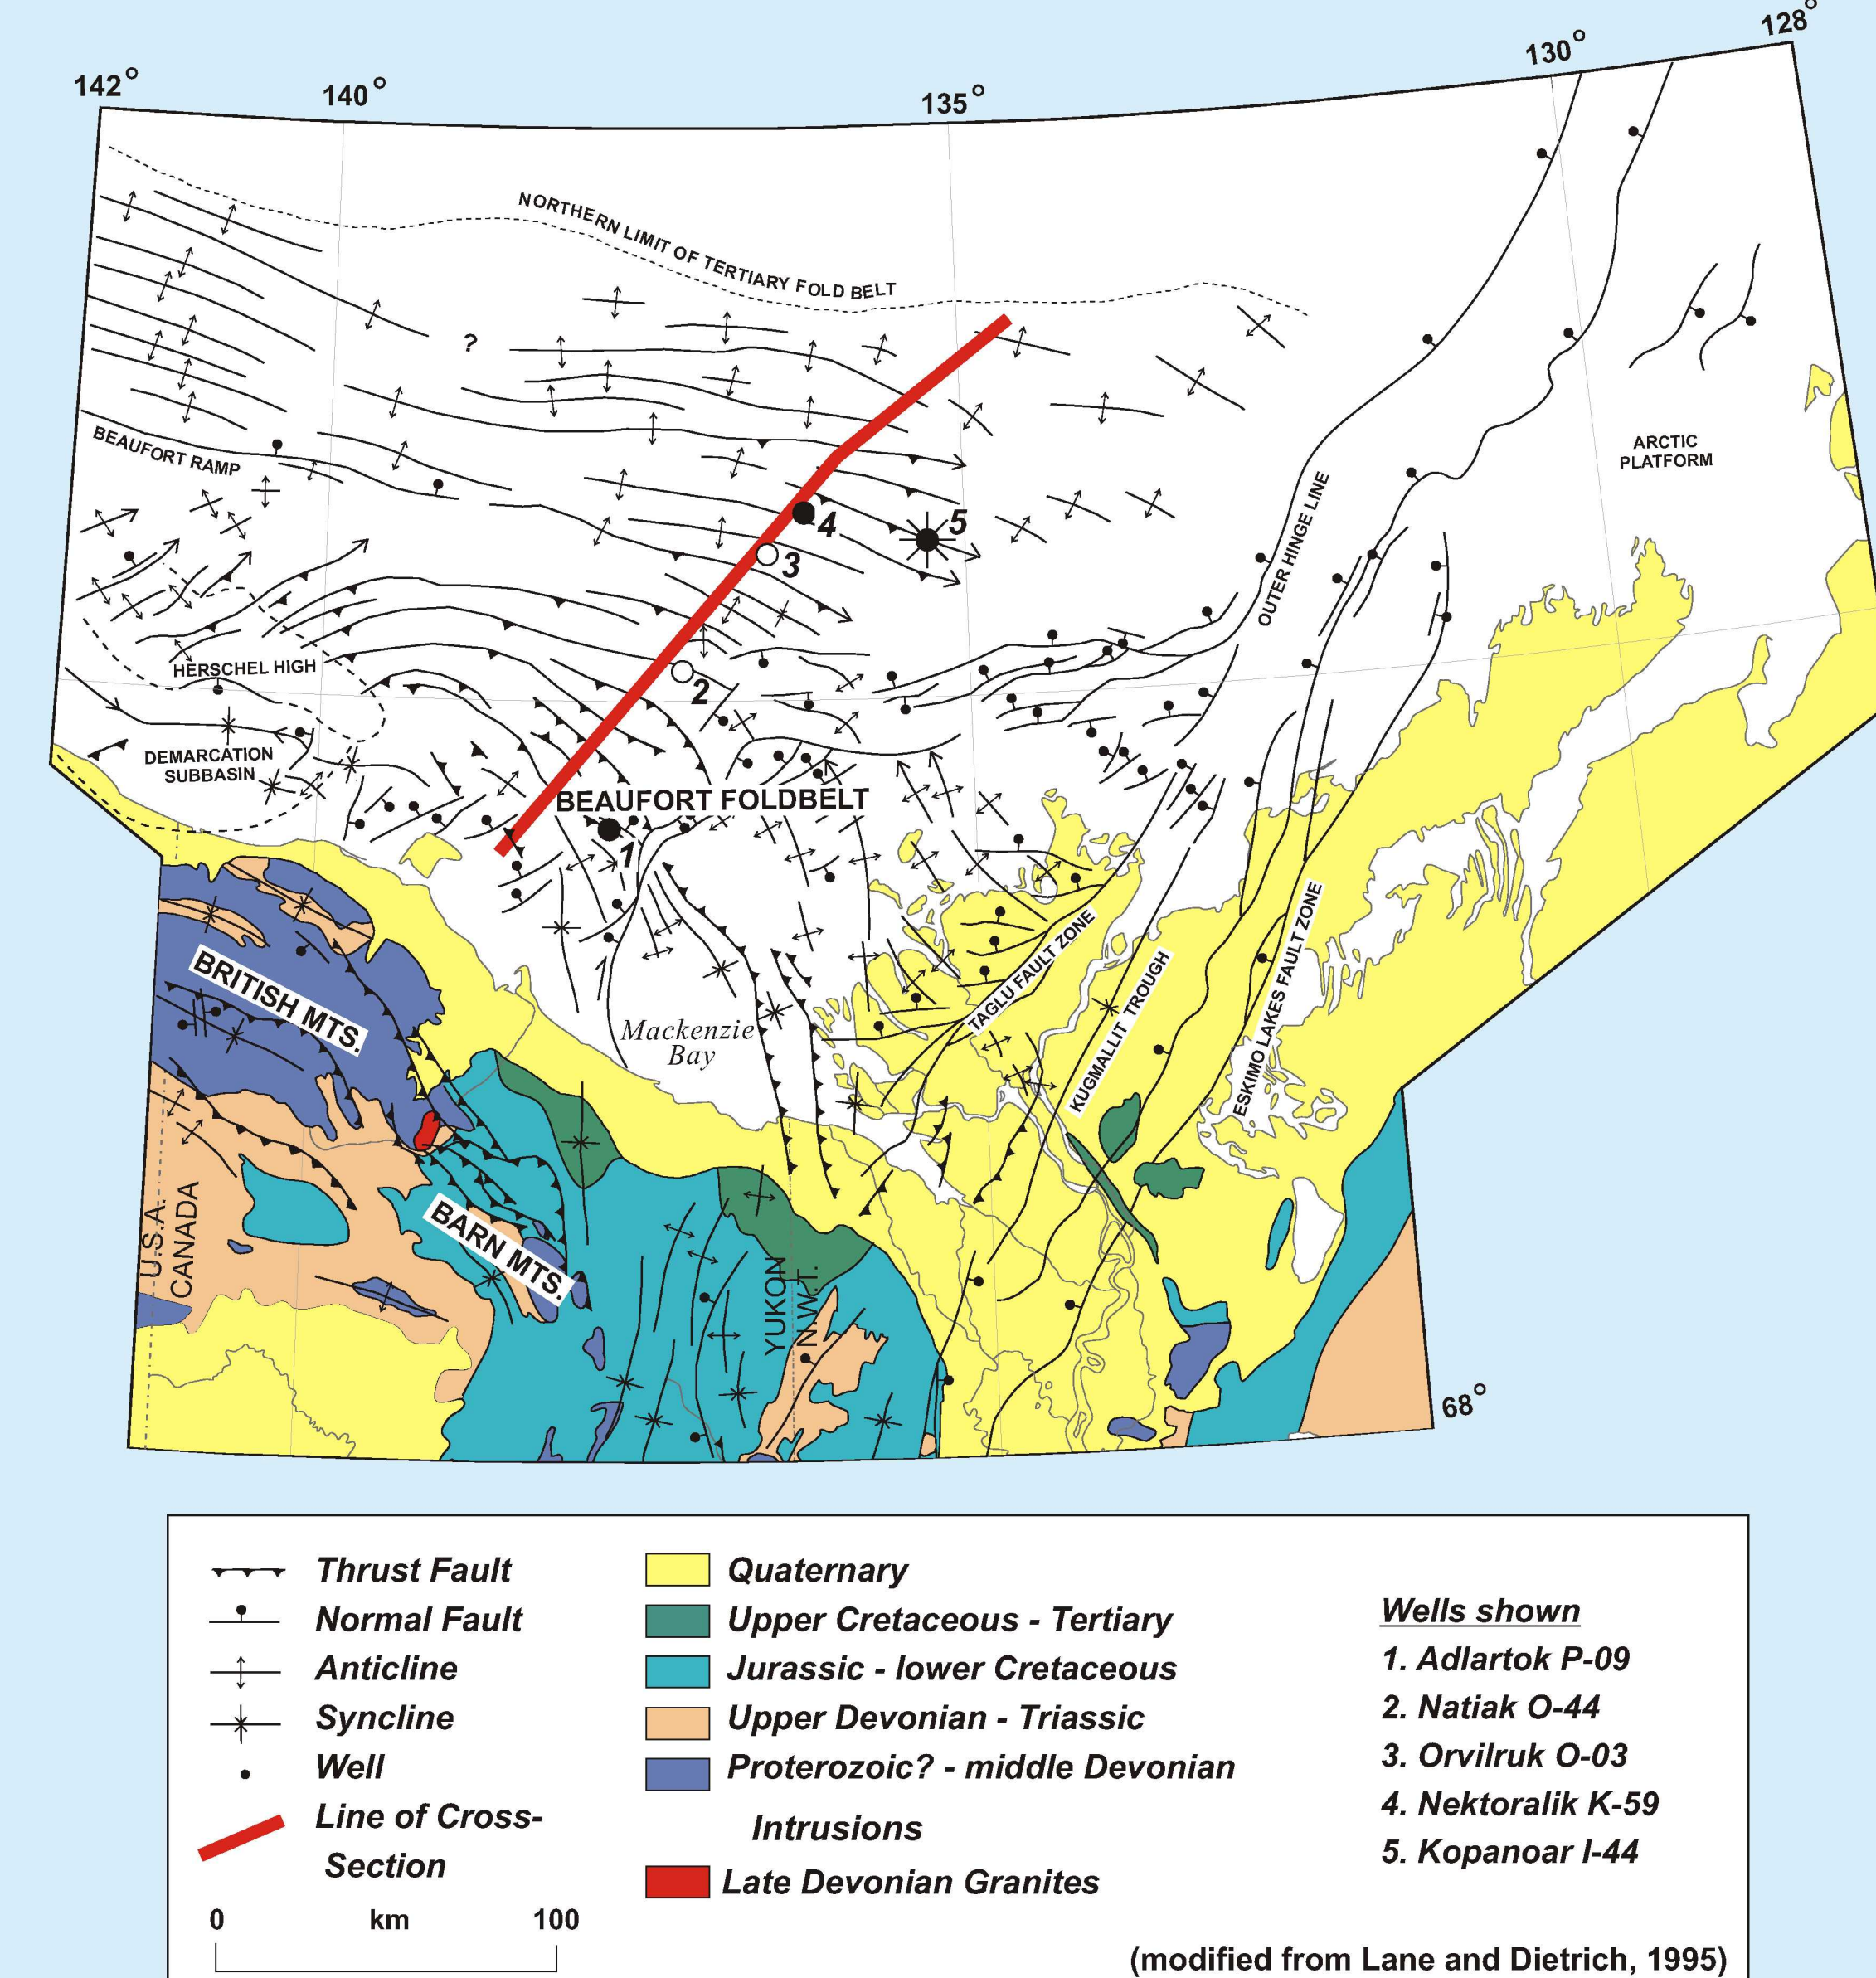 142°
140°
135°
130°
128°
NORTHERN LIMIT OF TERTIARY FOLD BELT
?
BEAUFORT RAMP
ARCTIC
PLATFORM
OUTER HINGE LINE
5
4
3
2
HERSCHEL HIGH
DEMARCATION
SUBBASIN
BEAUFORT FOLDBELT
1
BRITISH MTS.
Mackenzie
Bay
TAGLU FAULT ZONE
KUGMALLIT TROUGH
ESKIMO LAKES FAULT ZONE
U.S.A.
CANADA
BARN MTS.
YUKON
N.W.T.
68°
Thrust Fault
Normal Fault
Anticline
Syncline
Well
Line of Cross-
Section
0 km 100
Quaternary
Upper Cretaceous - Tertiary
Jurassic - lower Cretaceous
Upper Devonian - Triassic
Proterozoic? - middle Devonian
Intrusions
Late Devonian Granites
Wells shown
1. Adlartok P-09
2. Natiak O-44
3. Orvilruk O-03
4. Nektoralik K-59
5. Kopanoar I-44
(modified from Lane and Dietrich, 1995)